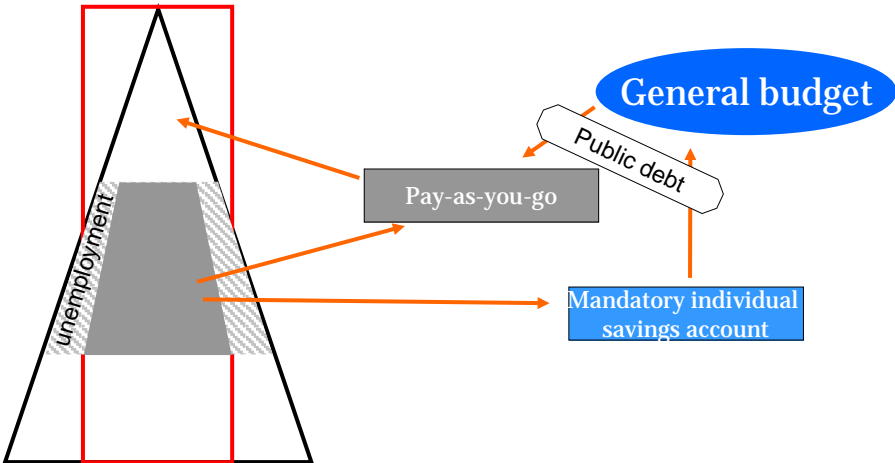 General budget
Public debt
Pay-as-you-go
unemployment
Mandatory individual
savings account